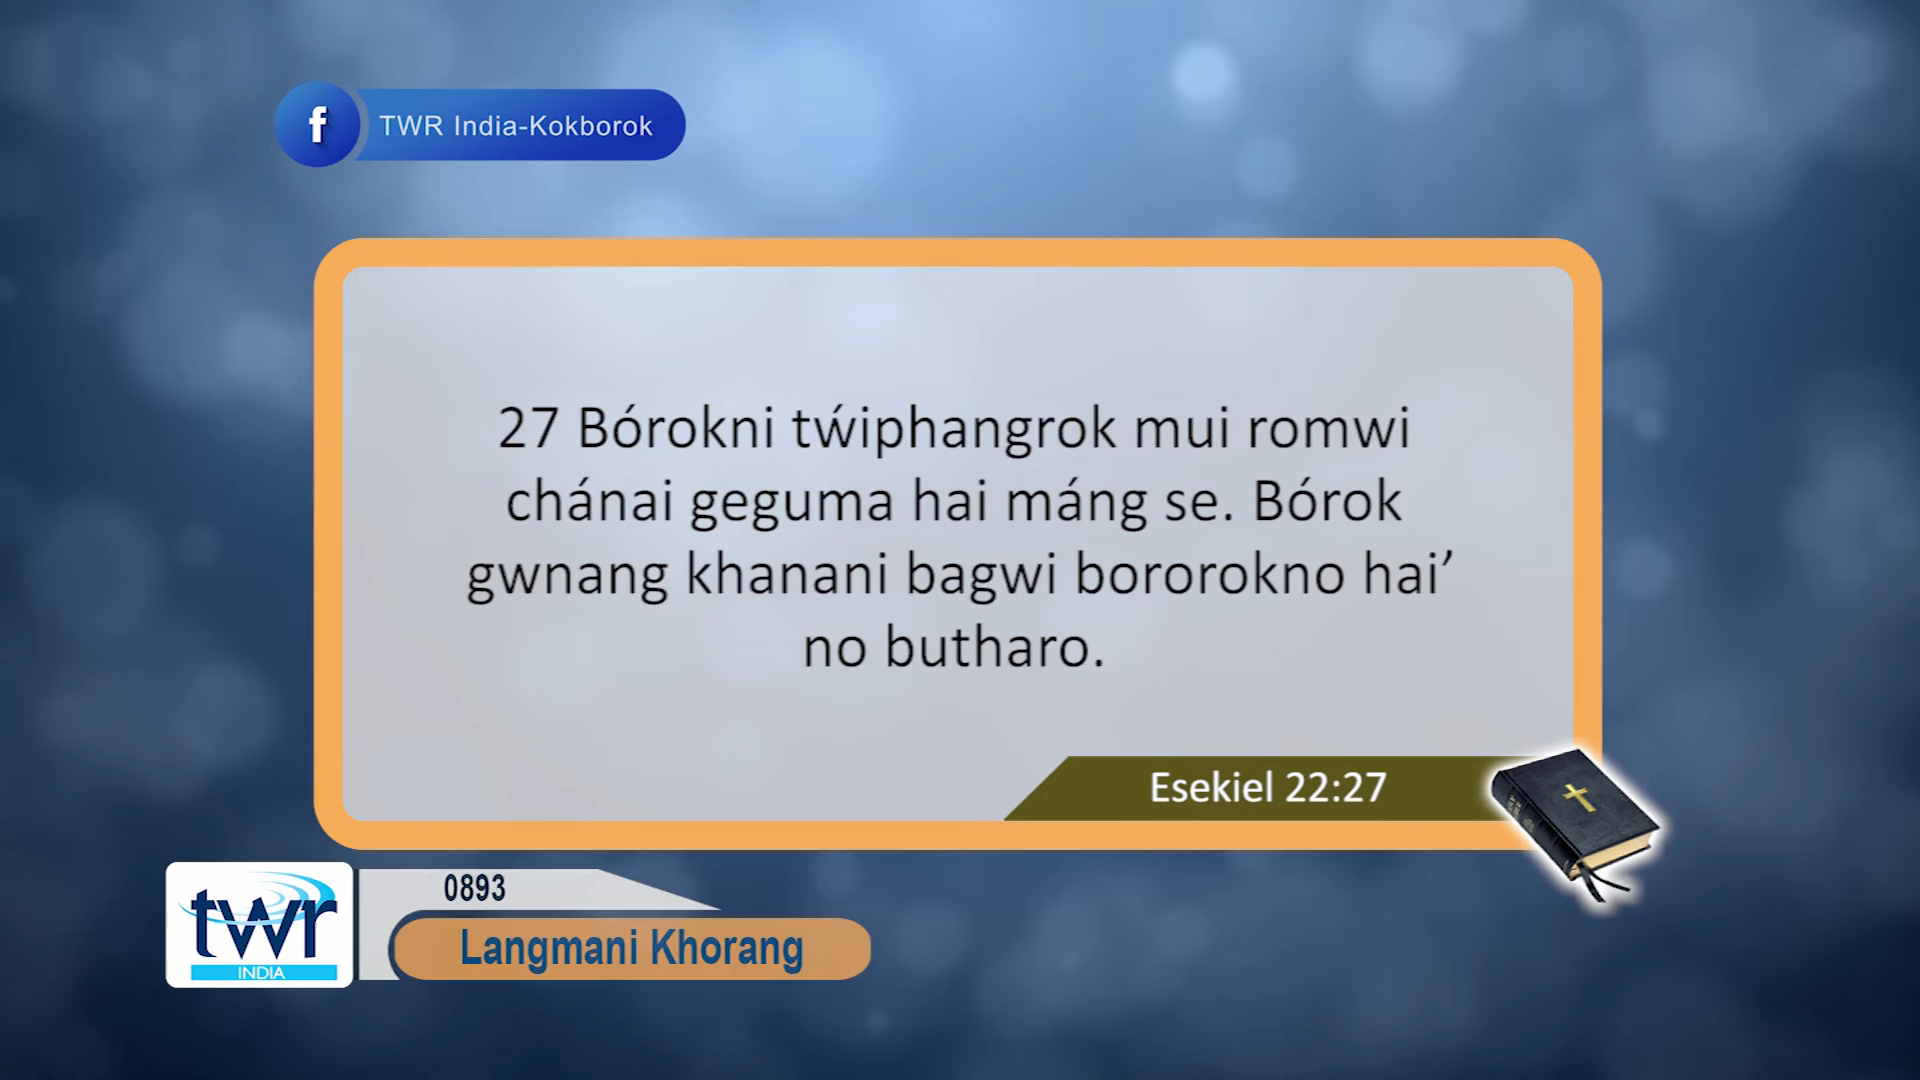 f TWR India-Kokborok
27 Bórokni tẃiphangrok mui romwi
chánai geguma hai máng se. Bórok
gwnang khanani bagwi bororokno hai’
no butharo.
Esekiel 22:27
0893
twr
INDIA
Langmani Khorang